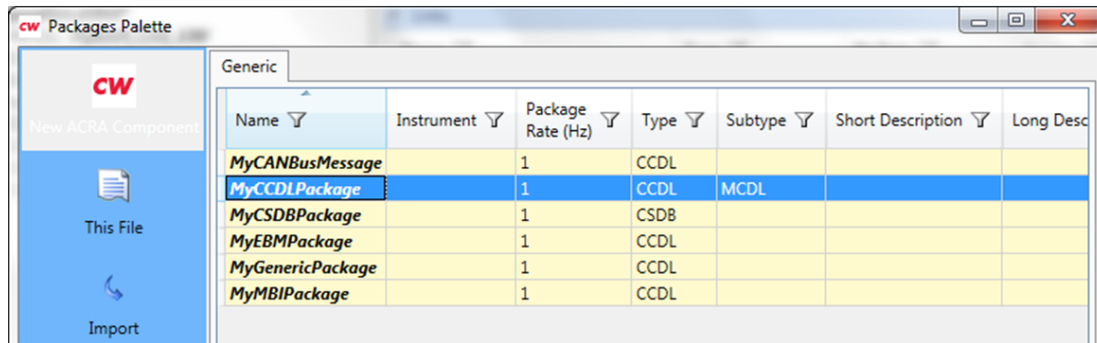 CW Packages Palette
Generic
CW
New ACRA Component
Name Instrument Package Rate (Hz) Type Subtype Short Description Long Desc
MyCANBusMessage 1 CCDL
MyCCDLPackage 1 CCDL MCDL
MyCSDBPackage 1 CSDB
MyEBMPackage 1 CCDL
MyGenericPackage 1 CCDL
MyMBIPackage 1 CCDL
This File
Import